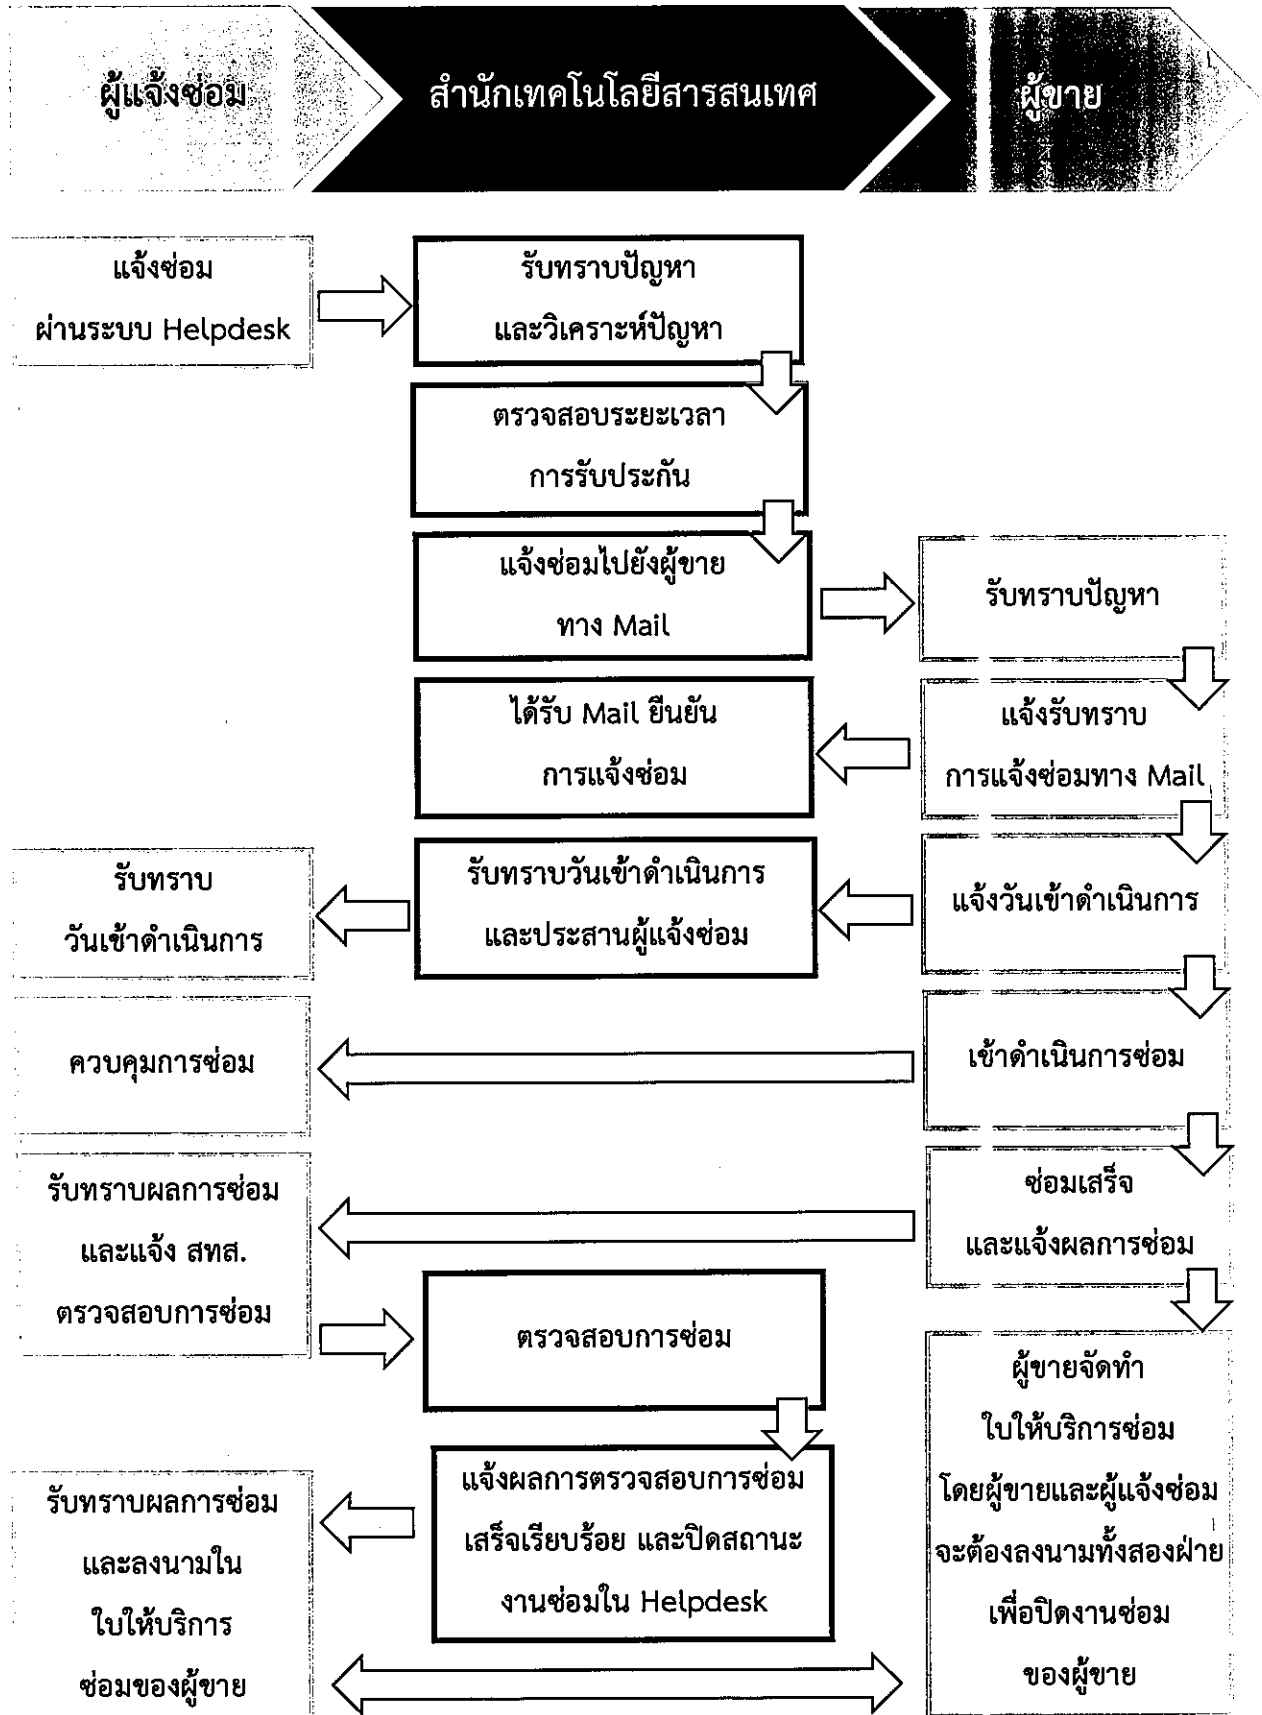 ผู้แจ้งซ่อม
สำนักเทคโนโลยีสารสนเทศ
ผู้ขาย
แจ้งซ่อม
ผ่านระบบ Helpdesk
รับทราบปัญหา
และวิเคราะห์ปัญหา
ตรวจสอบระยะเวลา
การรับประกัน
แจ้งซ่อมไปยังผู้ขาย
ทาง Mail
รับทราบปัญหา
ได้รับ Mail ยืนยัน
การแจ้งซ่อม
แจ้งรับทราบ
การแจ้งซ่อมทาง Mail
รับทราบ
วันเข้าดำเนินการ
รับทราบวันเข้าดำเนินการ
และประสานผู้แจ้งซ่อม
แจ้งวันเข้าดำเนินการ
ควบคุมการซ่อม
เข้าดำเนินการซ่อม
รับทราบผลการซ่อม
และแจ้ง สทส.
ตรวจสอบการซ่อม
ซ่อมเสร็จ
และแจ้งผลการซ่อม
ตรวจสอบการซ่อม
ผู้ขายจัดทำ
ใบให้บริการซ่อม
โดยผู้ขายและผู้แจ้งซ่อม
จะต้องลงนามทั้งสองฝ่าย
เพื่อปิดงานซ่อม
ของผู้ขาย
แจ้งผลการตรวจสอบการซ่อม
เสร็จเรียบร้อย และปิดสถานะ
งานซ่อมใน Helpdesk
รับทราบผลการซ่อม
และลงนามใน
ใบให้บริการ
ซ่อมของผู้ขาย